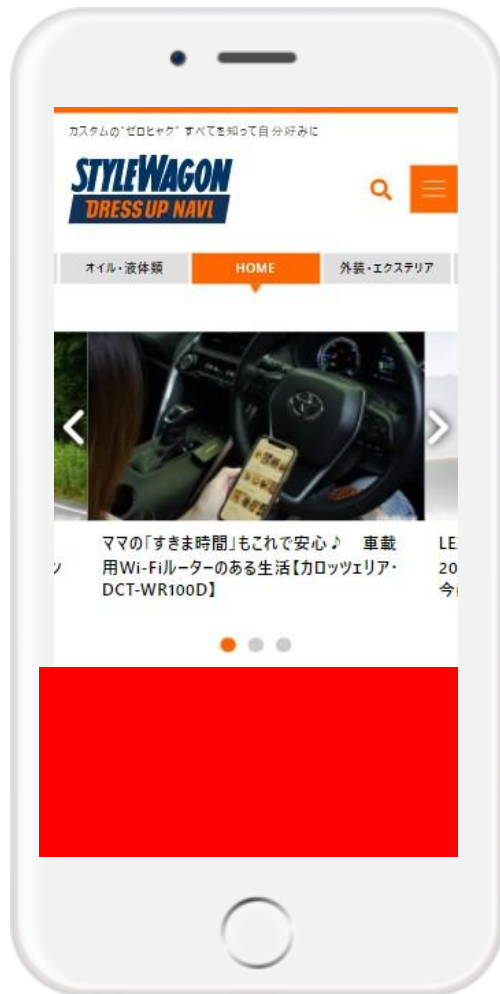 カスタムの"ゼロヒャク" すべてを知って自分好みに
STYLEWAGON
DRESS UP NAVI
オイル・液体類
HOME
外装・エクステリア
ママの「すきま時間」もこれで安心♪ 車載
用Wi-Fiルーターのある生活【カロッツェリア・
DCT-WR100D】
LE
20